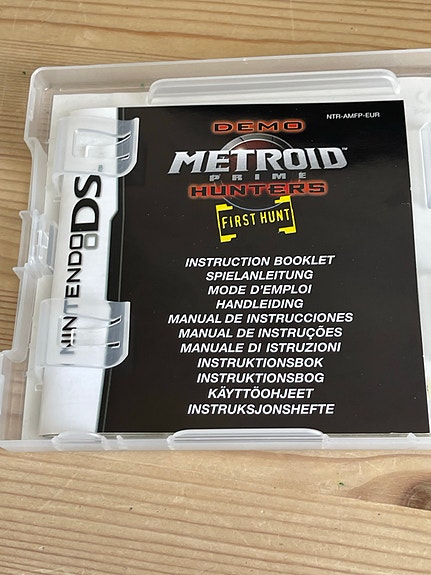 NTR-AMFP-EUR
DEMO
METROID™
PRIME
HUNTERS
FIRST HUNT
NINTENDO DS
INSTRUCTION BOOKLET
SPIELANLEITUNG
MODE D'EMPLOI
HANDLEIDING
MANUAL DE INSTRUCCIONES
MANUAL DE INSTRUÇÕES
MANUALE DI ISTRUZIONI
INSTRUKTIONSBOK
INSTRUKTIONSBOG
KÄYTTÖOHJEET
INSTRUKSJONSHEFTE